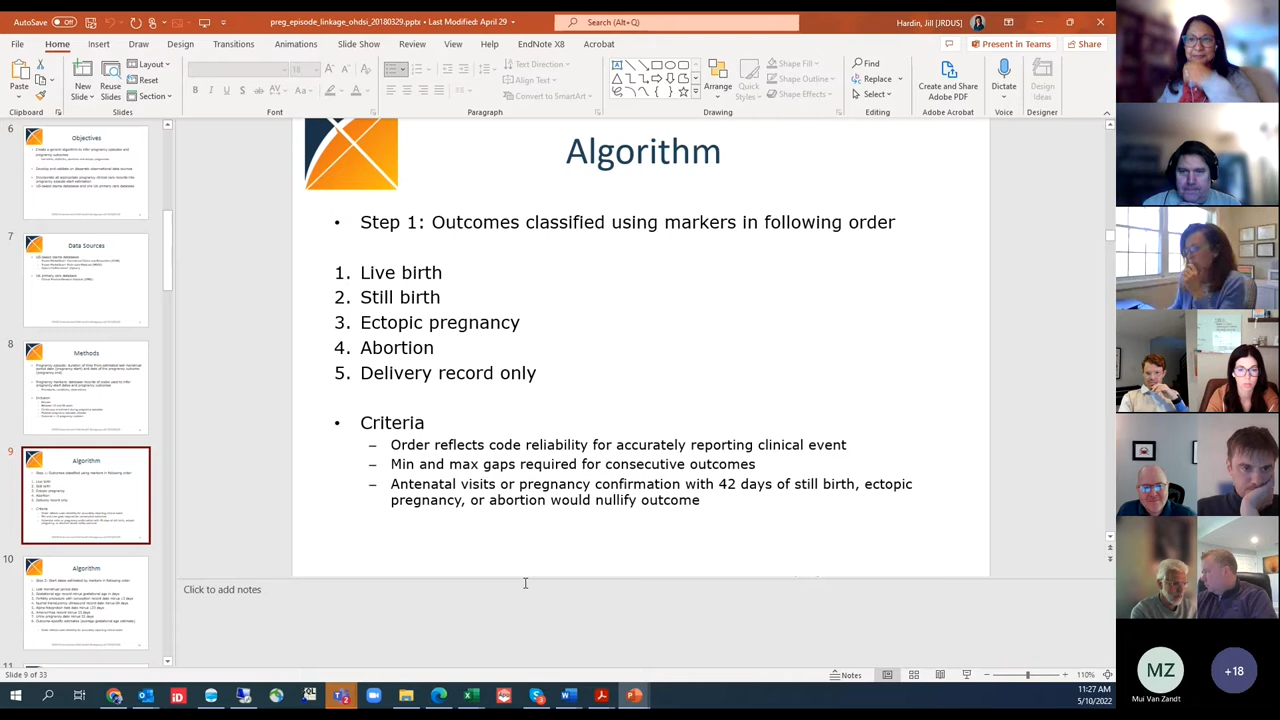 AutoSave Off
preg_episode_linkage_ohdsi_20180329.pptx • Last Modified: April 29
Search (Alt+Q)
Hardin, Jill [JRDUS]
File Home Insert Draw Design Transitions Animations Slide Show Review View Help EndNote X8 Acrobat
Present in Teams Share
Paste
New Slide
Reuse Slides
Layout
Reset
Section
Text Direction
Align Text
Convert to SmartArt
Arrange
Quick Styles
Shape Fill
Shape Outline
Shape Effects
Find
Replace
Select
Create and Share Adobe PDF
Dictate
Design Ideas
Clipboard Slides Font Paragraph Drawing Editing Adobe Acrobat Voice Designer
6
Objectives
7
Data Sources
8
Methods
9
Algorithm
10
Algorithm
11
Algorithm
• Step 1: Outcomes classified using markers in following order
1. Live birth
2. Still birth
3. Ectopic pregnancy
4. Abortion
5. Delivery record only
• Criteria
– Order reflects code reliability for accurately reporting clinical event
– Min and max gaps required for consecutive outcomes
– Antenatal visits or pregnancy confirmation with 42 days of still birth, ectopic
pregnancy, or abortion would nullify outcome
Click to add notes
Slide 9 of 33
Notes
110%
11:27 AM
5/10/2022
MZ
Mui Van Zandt
+18